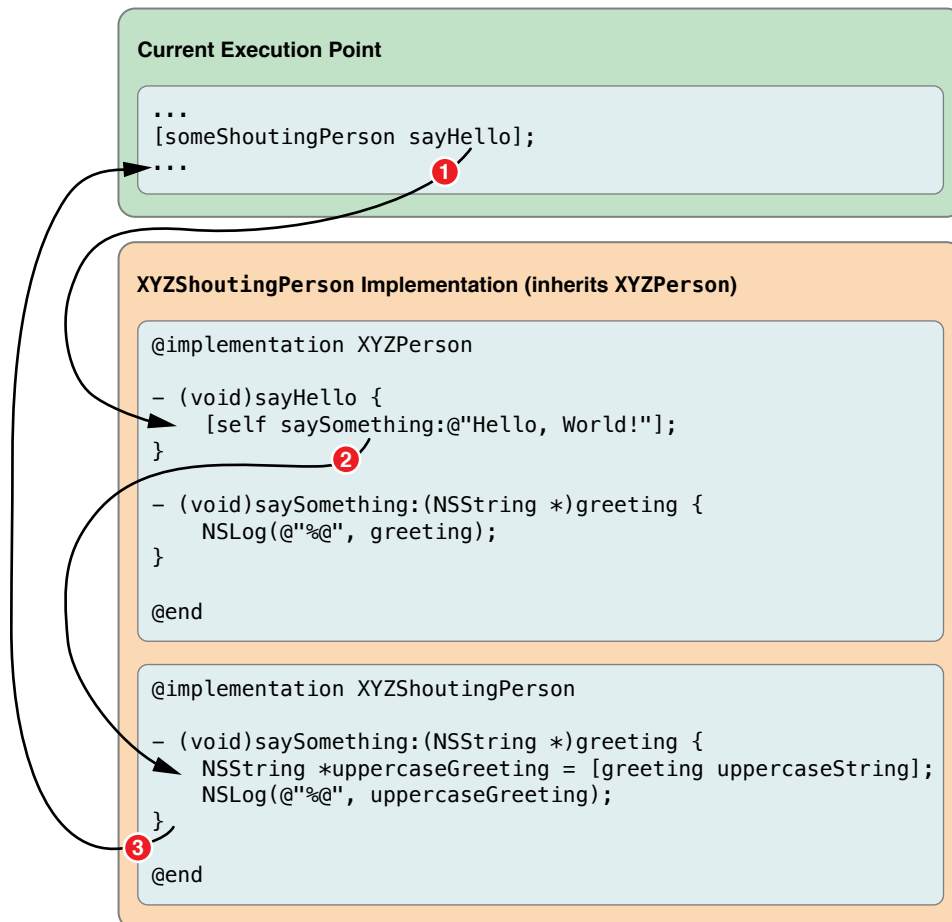 Current Execution Point
...
[someShoutingPerson sayHello];
...
1
XYZShoutingPerson Implementation (inherits XYZPerson)
@implementation XYZPerson
– (void)sayHello {
[self saySomething:@"Hello, World!"];
}
2
– (void)saySomething:(NSString *)greeting {
NSLog(@"%@", greeting);
}
@end
@implementation XYZShoutingPerson
– (void)saySomething:(NSString *)greeting {
NSString *uppercaseGreeting = [greeting uppercaseString];
NSLog(@"%@", uppercaseGreeting);
}
3
@end